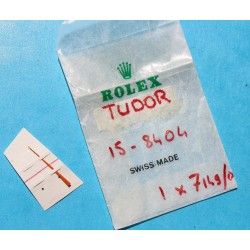 ROLEX
TUDOR
15-8404
SWISS-MADE
1 x 7149/0